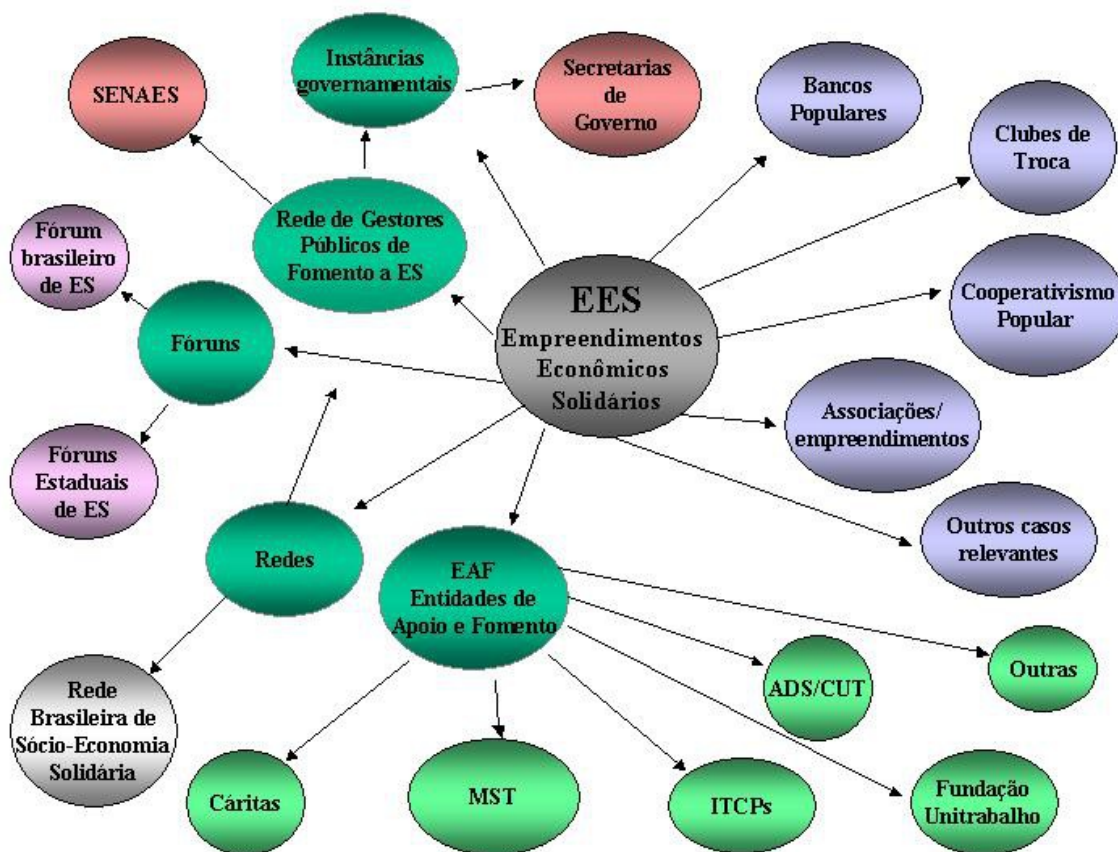 Instâncias
governamentais
SENAES
Secretarias
de
Governo
Bancos
Populares
Clubes de
Troca
Rede de Gestores
Públicos de
Fomento a ES
Fórum
brasileiro
de ES
EES
Empreendimentos
Econômicos
Solidários
Cooperativismo
Popular
Fóruns
Associações/
empreendimentos
Fóruns
Estaduais
de ES
Outros casos
relevantes
Redes
EAF
Entidades de
Apoio e Fomento
Outras
ADS/CUT
Rede
Brasileira de
Sócio-Economia
Solidária
Cáritas
MST
ITCPs
Fundação
Unitrabalho